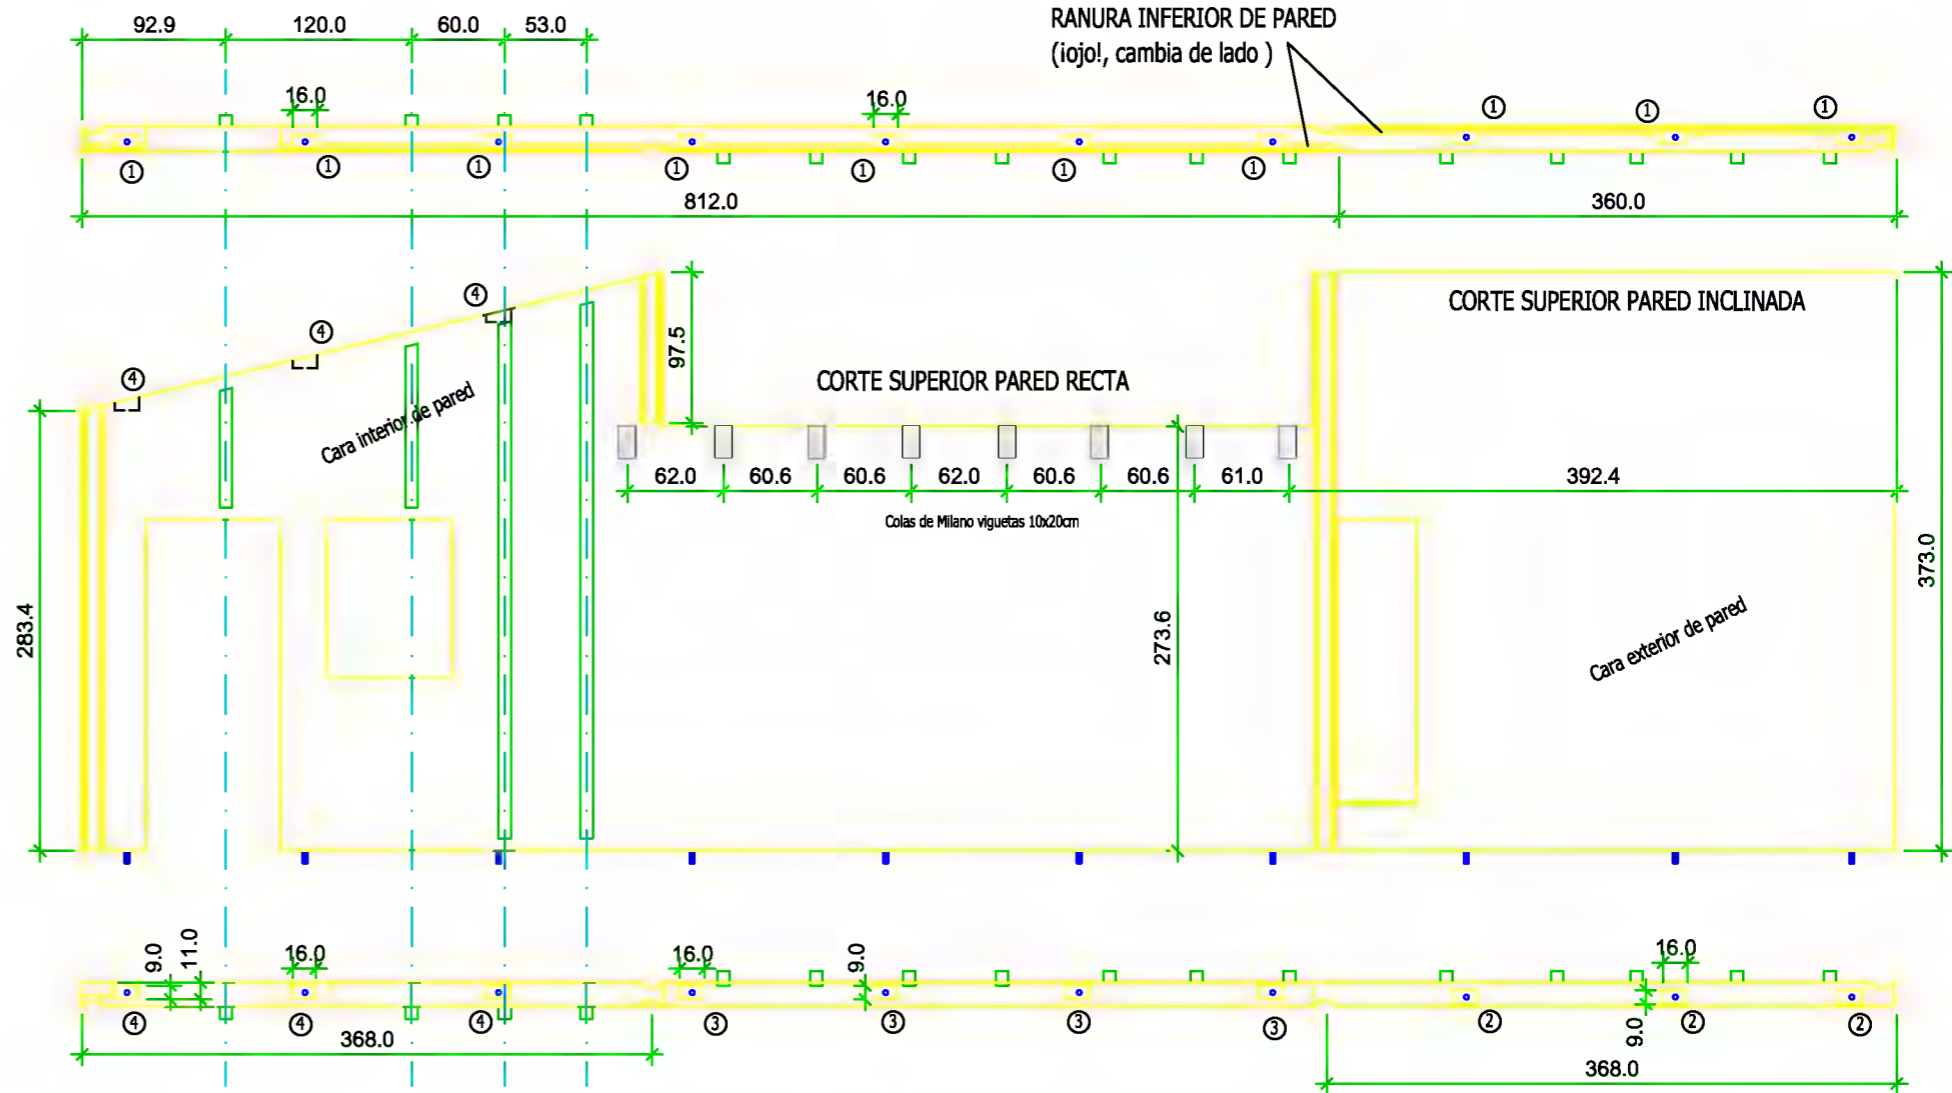 RANURA INFERIOR DE PARED
(¡ojo!, cambia de lado )
92.9 120.0 60.0 53.0
16.0 16.0
1 1 1
1 1 1 1 1 1 1
812.0 360.0
4
4
4
97.5
CORTE SUPERIOR PARED INCLINADA
CORTE SUPERIOR PARED RECTA
Cara interior de pared
62.0 60.6 60.6 62.0 60.6 60.6 61.0 392.4
Colas de Milano viguetas 10x20cm
283.4
273.6
373.0
Cara exterior de pared
9.0 11.0 16.0 16.0 9.0 16.0
4 4 4 3 3 3 3 2 2 2
9.0
368.0
368.0